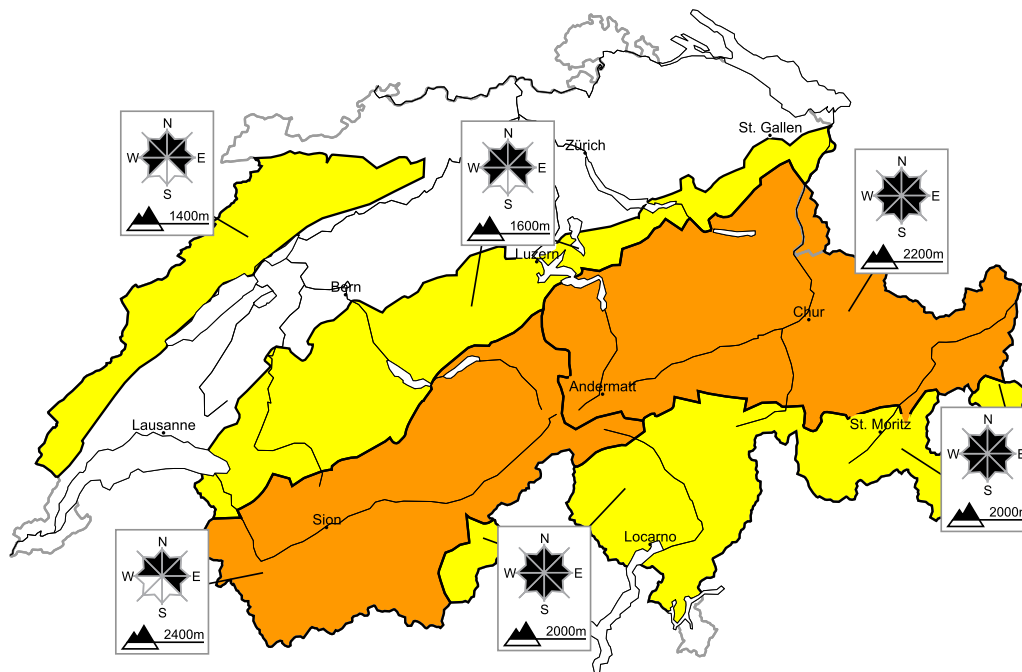 N
W E
S
1400m
N
W E
S
1600m
Zürich
St. Gallen
N
W E
S
2200m
Luzern
Bern
Chur
Andermatt
Lausanne
St. Moritz
N
W E
S
2000m
Sion
Locarno
N
W E
S
2400m
N
W E
S
2000m